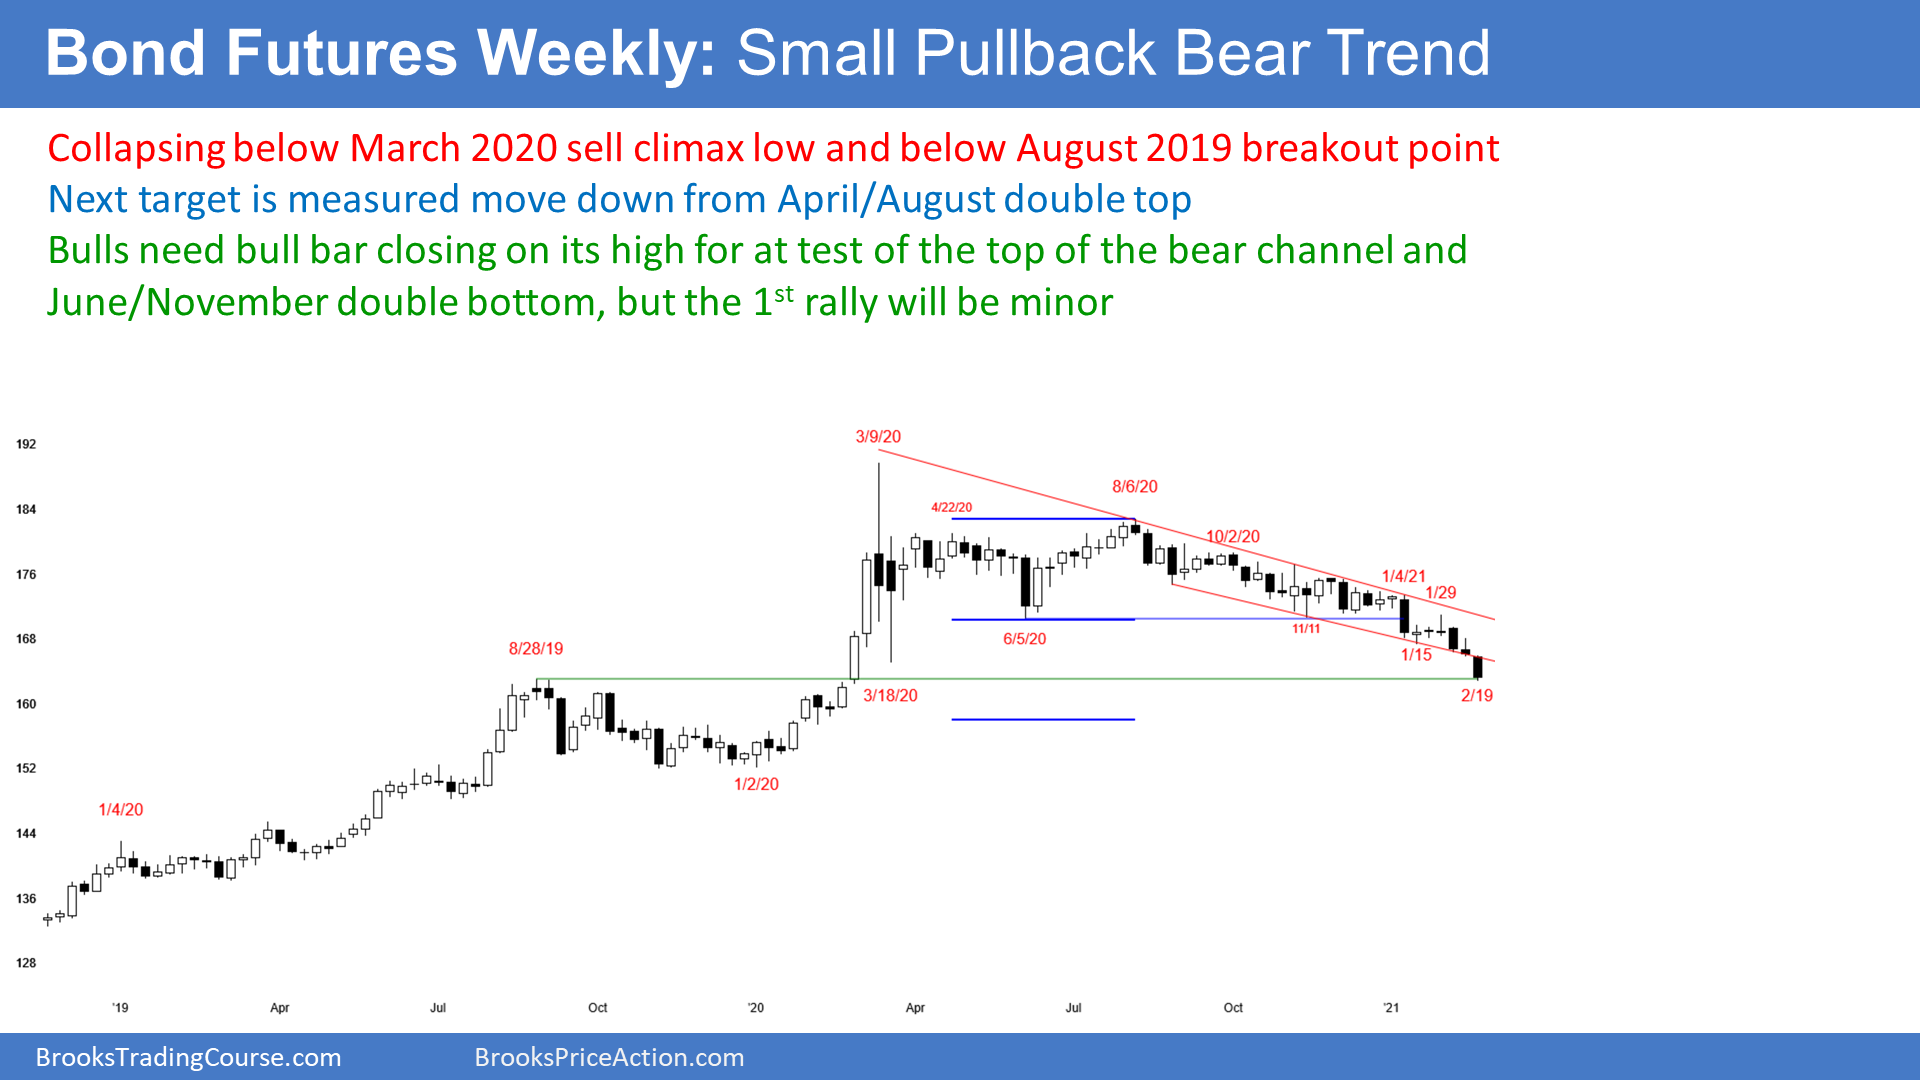 Bond Futures Weekly: Small Pullback Bear Trend
Collapsing below March 2020 sell climax low and below August 2019 breakout point
Next target is measured move down from April/August double top
Bulls need bull bar closing on its high for at test of the top of the bear channel and
June/November double bottom, but the 1st rally will be minor
3/9/20
192
8/6/20
184
4/22/20
10/2/20
176
1/4/21
1/29
11/11
168
6/5/20
8/28/19
1/15
160
3/18/20
2/19
152
1/2/20
1/4/20
144
136
128
'19
Apr
Jul
Oct
'20
Apr
Jul
Oct
'21
BrooksTradingCourse.com
BrooksPriceAction.com